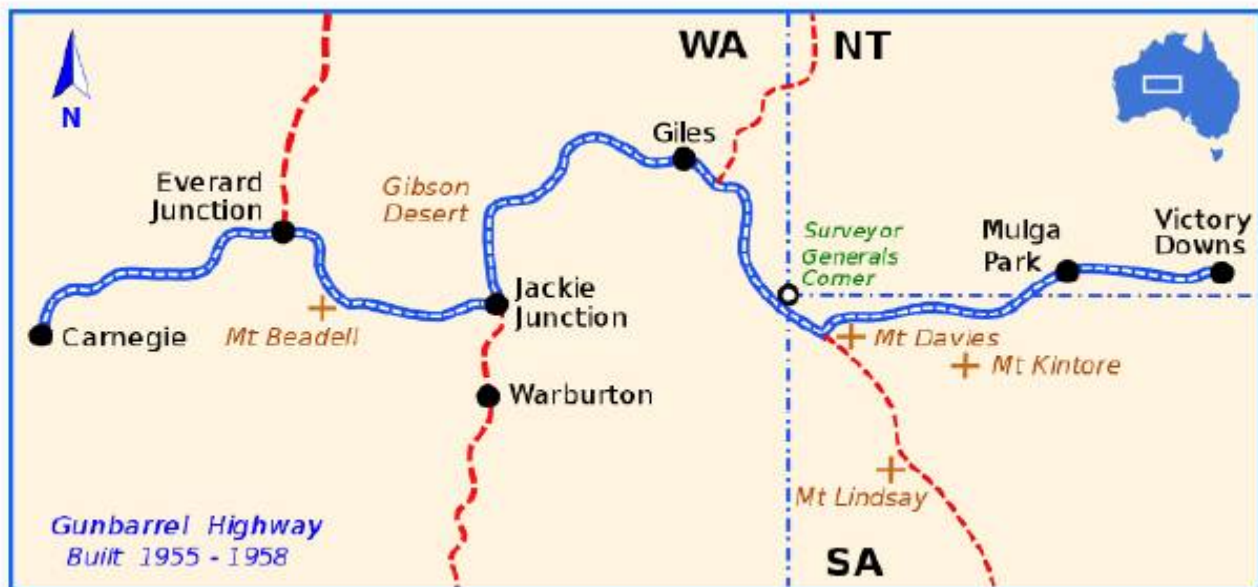 WA NT
N
Giles
Everard
Junction
Gibson
Desert
Surveyor
Generals
Corner
Mulga
Park
Victory
Downs
Jackie
Junction
Carnegie
Mt Beadell
Mt Davies
Mt Kintore
Warburton
Mt Lindsay
Gunbarrel Highway
Built 1955 - 1958
SA